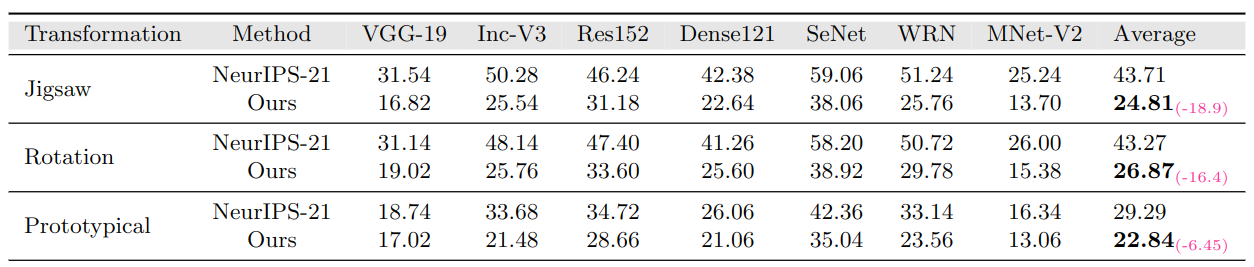 Transformation Method VGG-19 Inc-V3 Res152 Dense121 SeNet WRN MNet-V2 Average
Jigsaw
NeurIPS-21 31.54 50.28 46.24 42.38 59.06 51.24 25.24 43.71
Ours 16.82 25.54 31.18 22.64 38.06 25.76 13.70 24.81(-18.9)
Rotation
NeurIPS-21 31.14 48.14 47.40 41.26 58.20 50.72 26.00 43.27
Ours 19.02 25.76 33.60 25.60 38.92 29.78 15.38 26.87(-16.4)
Prototypical
NeurIPS-21 18.74 33.68 34.72 26.06 42.36 33.14 16.34 29.29
Ours 17.02 21.48 28.66 21.06 35.04 23.56 13.06 22.84(-6.45)